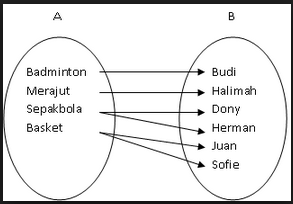 A
B
Badminton
Merajut
Sepakbola
Basket
Budi
Halimah
Dony
Herman
Juan
Sofie